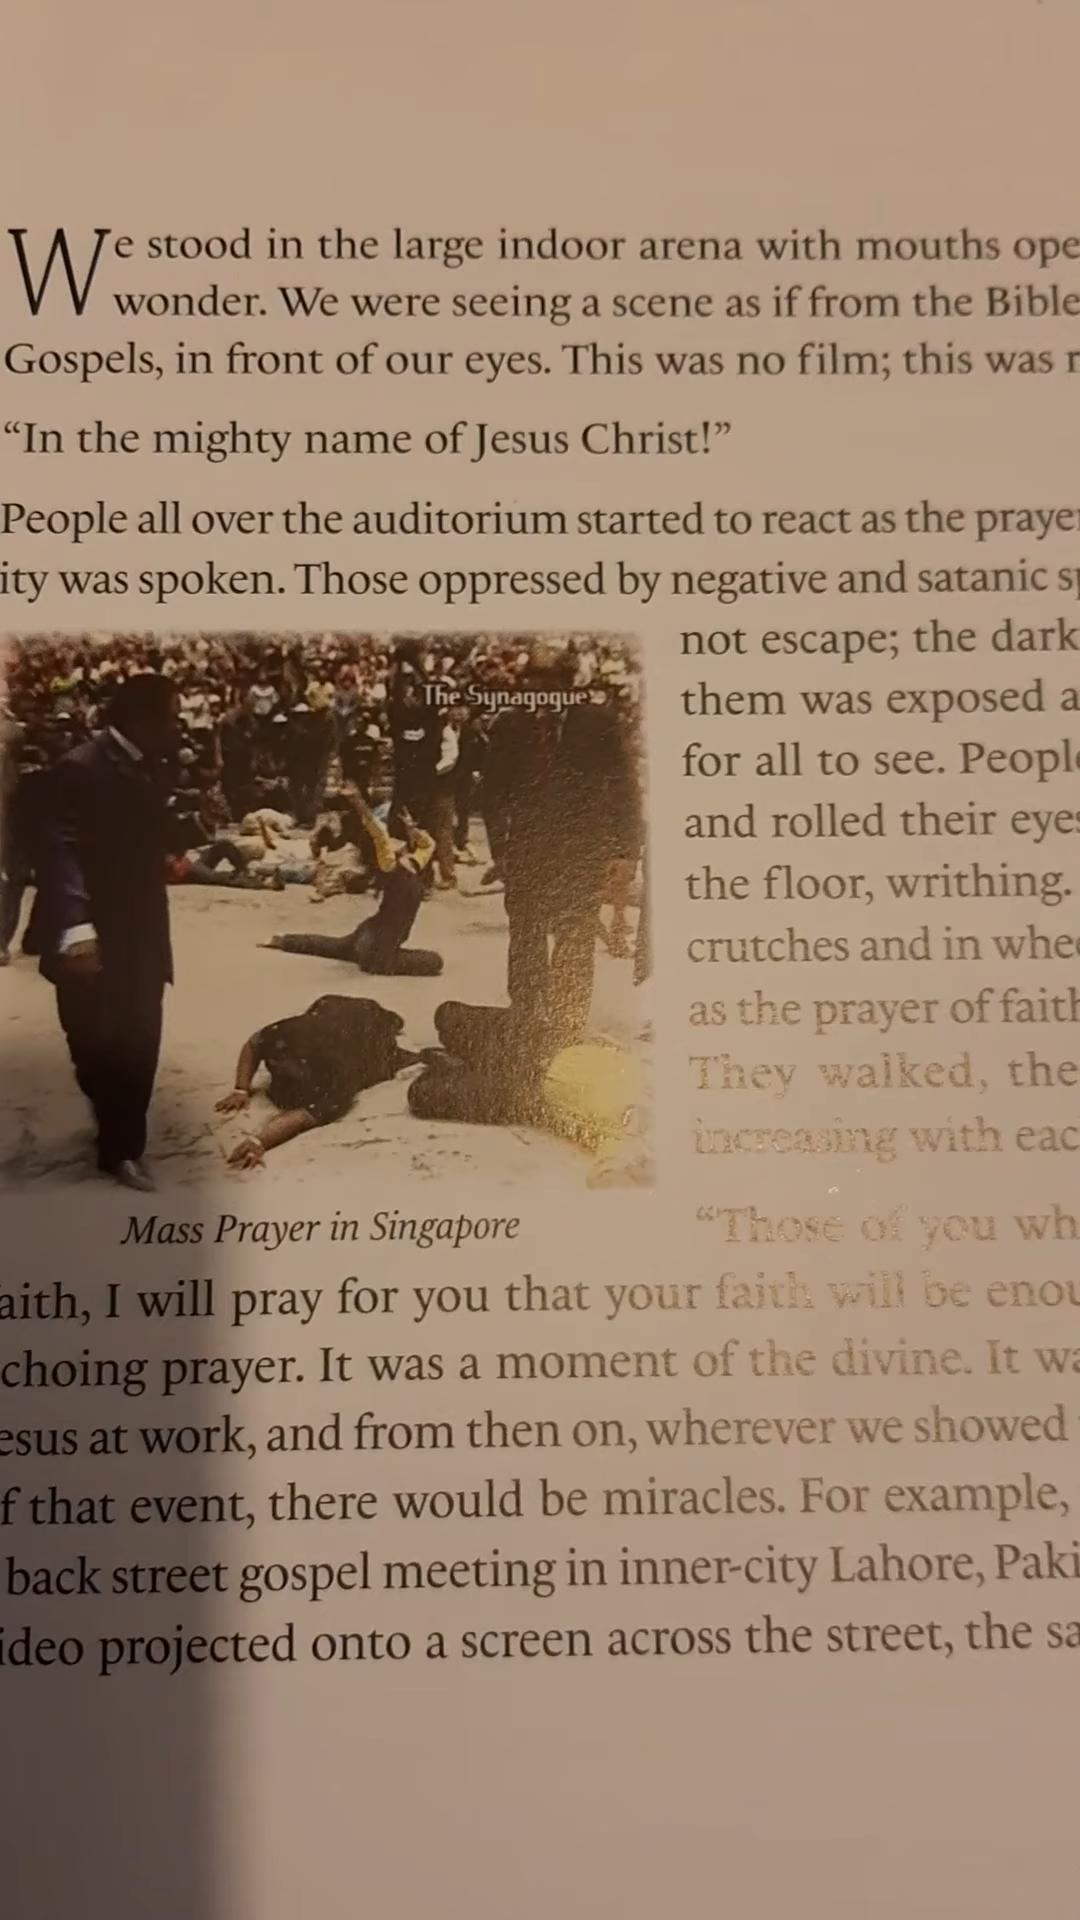 We stood in the large indoor arena with mouths ope
wonder. We were seeing a scene as if from the Bible
Gospels, in front of our eyes. This was no film; this was r
“In the mighty name of Jesus Christ!”
People all over the auditorium started to react as the prayer
ity was spoken. Those oppressed by negative and satanic sp
not escape; the dark
them was exposed a
for all to see. People
and rolled their eyes
the floor, writhing.
crutches and in whee
as the prayer of faith
They walked, the
increasing with eac
The Synagogue
Mass Prayer in Singapore
“Those of you wh
aith, I will pray for you that your faith will be enou
choing prayer. It was a moment of the divine. It wa
esus at work, and from then on, wherever we showed
f that event, there would be miracles. For example,
back street gospel meeting in inner-city Lahore, Paki
ideo projected onto a screen across the street, the sa